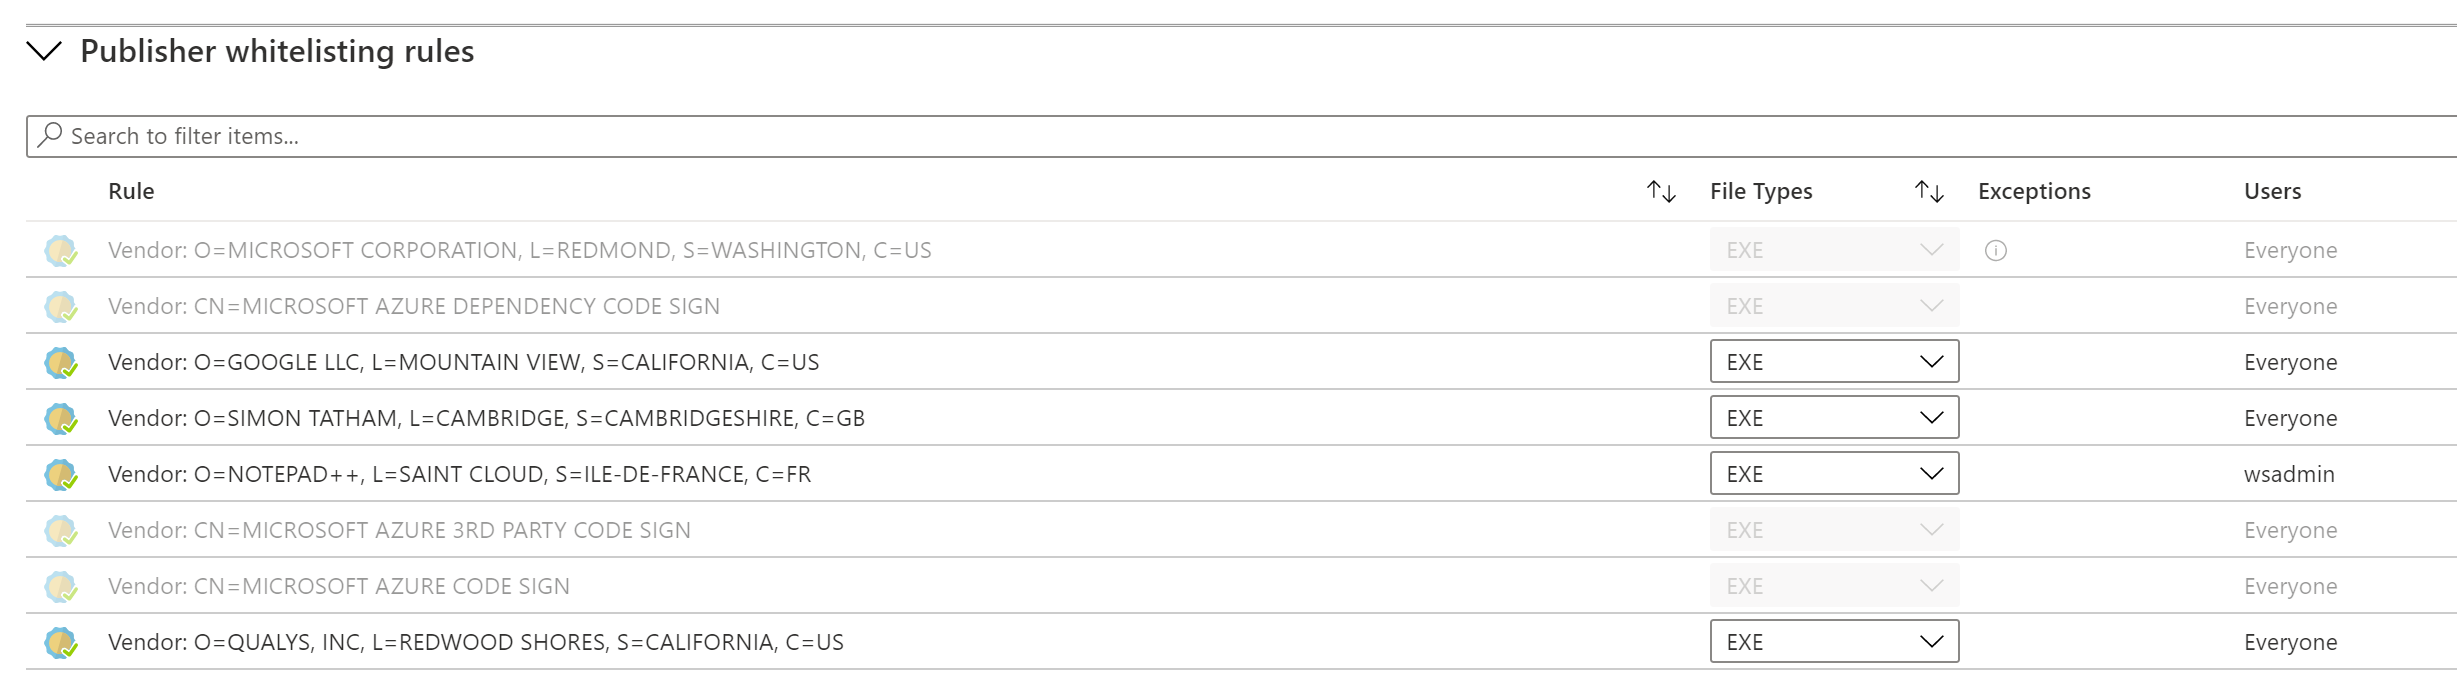 Publisher whitelisting rules
Search to filter items...
Rule File Types Exceptions Users
Vendor: O=MICROSOFT CORPORATION, L=REDMOND, S=WASHINGTON, C=US EXE Everyone
Vendor: CN=MICROSOFT AZURE DEPENDENCY CODE SIGN EXE Everyone
Vendor: O=GOOGLE LLC, L=MOUNTAIN VIEW, S=CALIFORNIA, C=US EXE Everyone
Vendor: O=SIMON TATHAM, L=CAMBRIDGE, S=CAMBRIDGESHIRE, C=GB EXE Everyone
Vendor: O=NOTEPAD++, L=SAINT CLOUD, S=ILE-DE-FRANCE, C=FR EXE wsadmin
Vendor: CN=MICROSOFT AZURE 3RD PARTY CODE SIGN EXE Everyone
Vendor: CN=MICROSOFT AZURE CODE SIGN EXE Everyone
Vendor: O=QUALYS, INC, L=REDWOOD SHORES, S=CALIFORNIA, C=US EXE Everyone